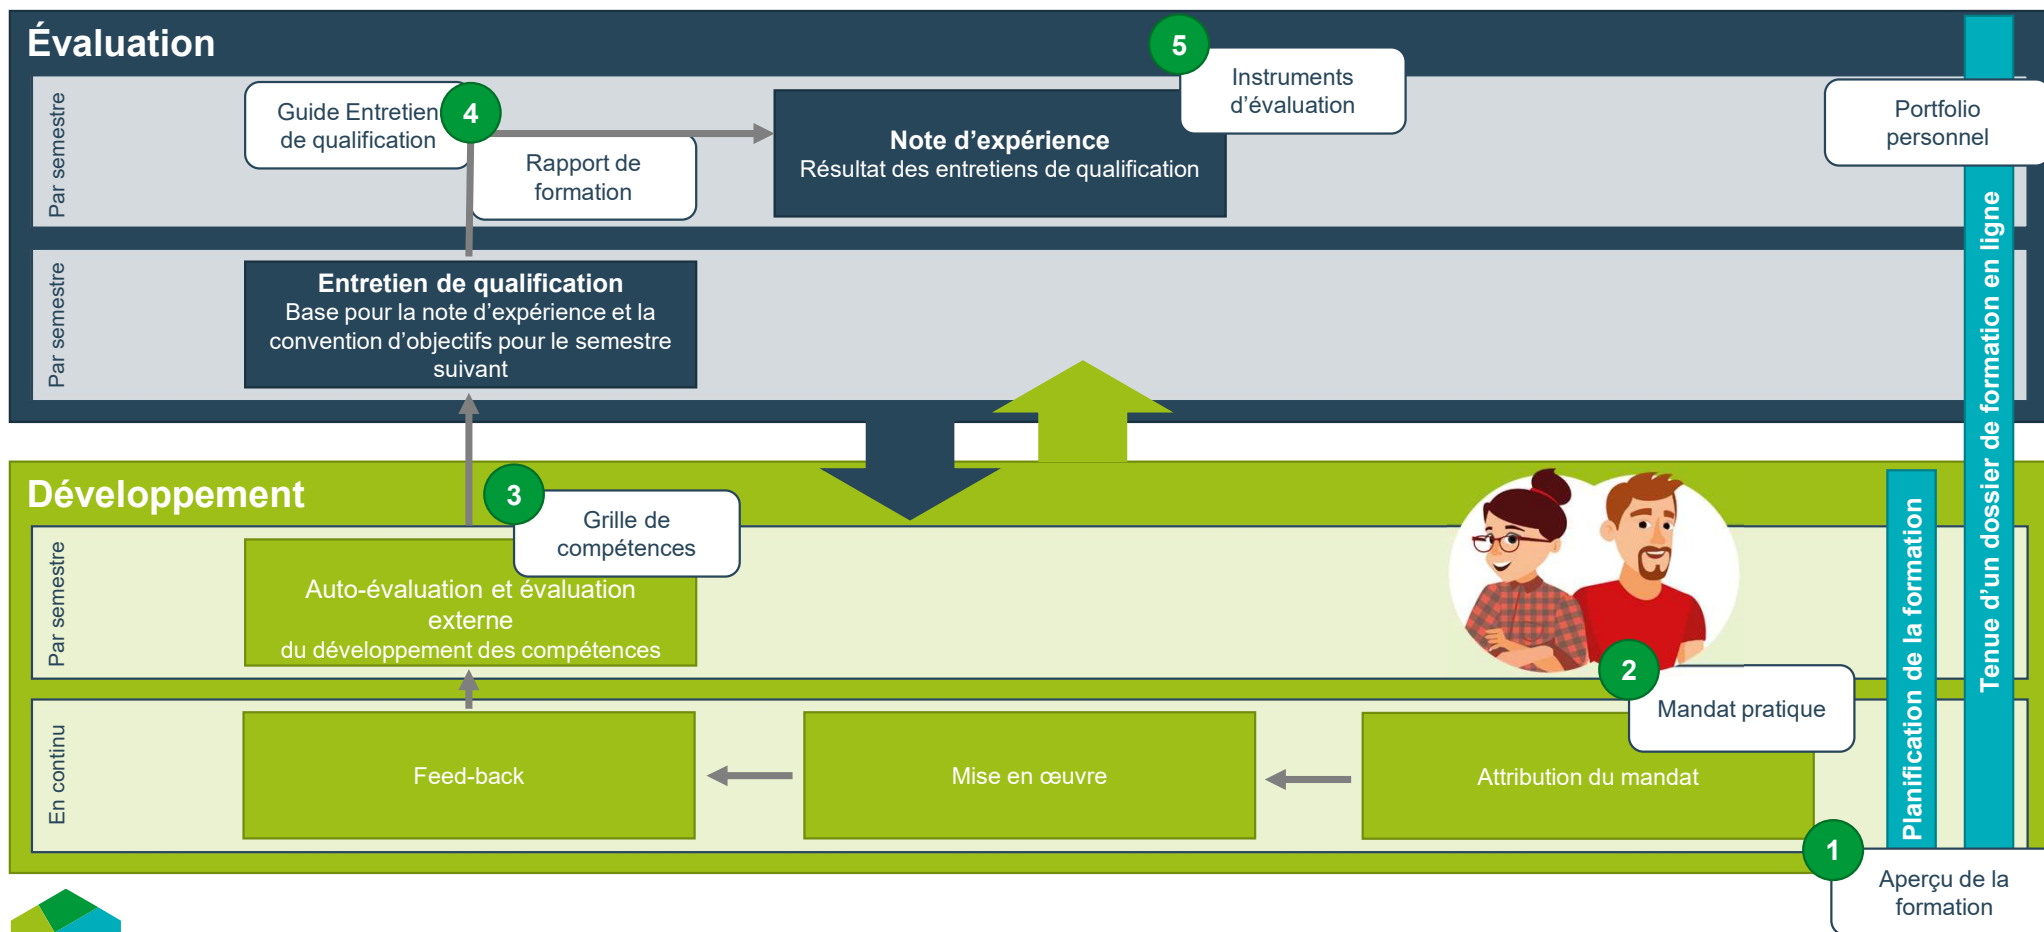 Évaluation
Par semestre
Guide Entretien
de qualification
4
Rapport de
formation
Note d’expérience
Résultat des entretiens de qualification
5
Instruments
d’évaluation
Portfolio
personnel
Par semestre
Entretien de qualification
Base pour la note d’expérience et la
convention d’objectifs pour le semestre
suivant
Tenue d’un dossier de formation en ligne
Développement
3
Grille de
compétences
Par semestre
Auto-évaluation et évaluation
externe
du développement des compétences
2
Mandat pratique
Planification de la formation
En continu
Feed-back
Mise en œuvre
Attribution du mandat
1
Aperçu de la
formation